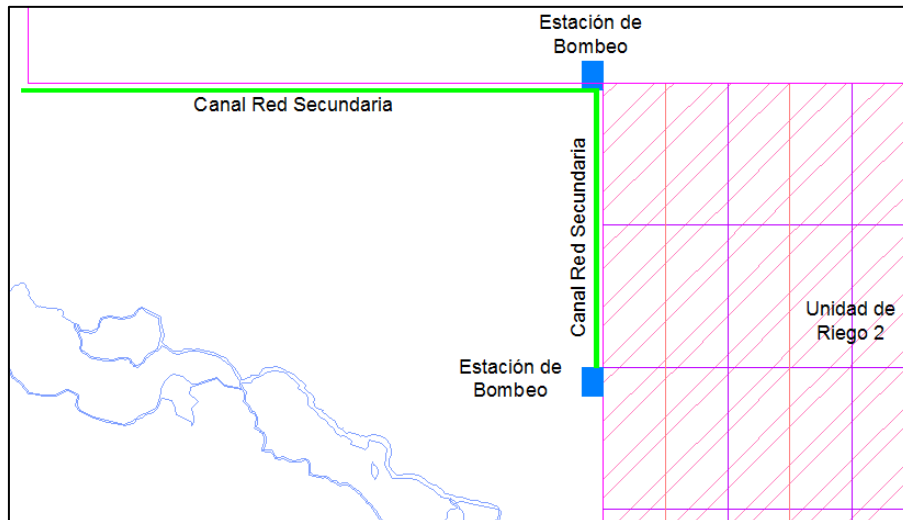 Estación de
Bombeo
Canal Red Secundaria
Canal Red Secundaria
Unidad de
Riego 2
Estación de
Bombeo